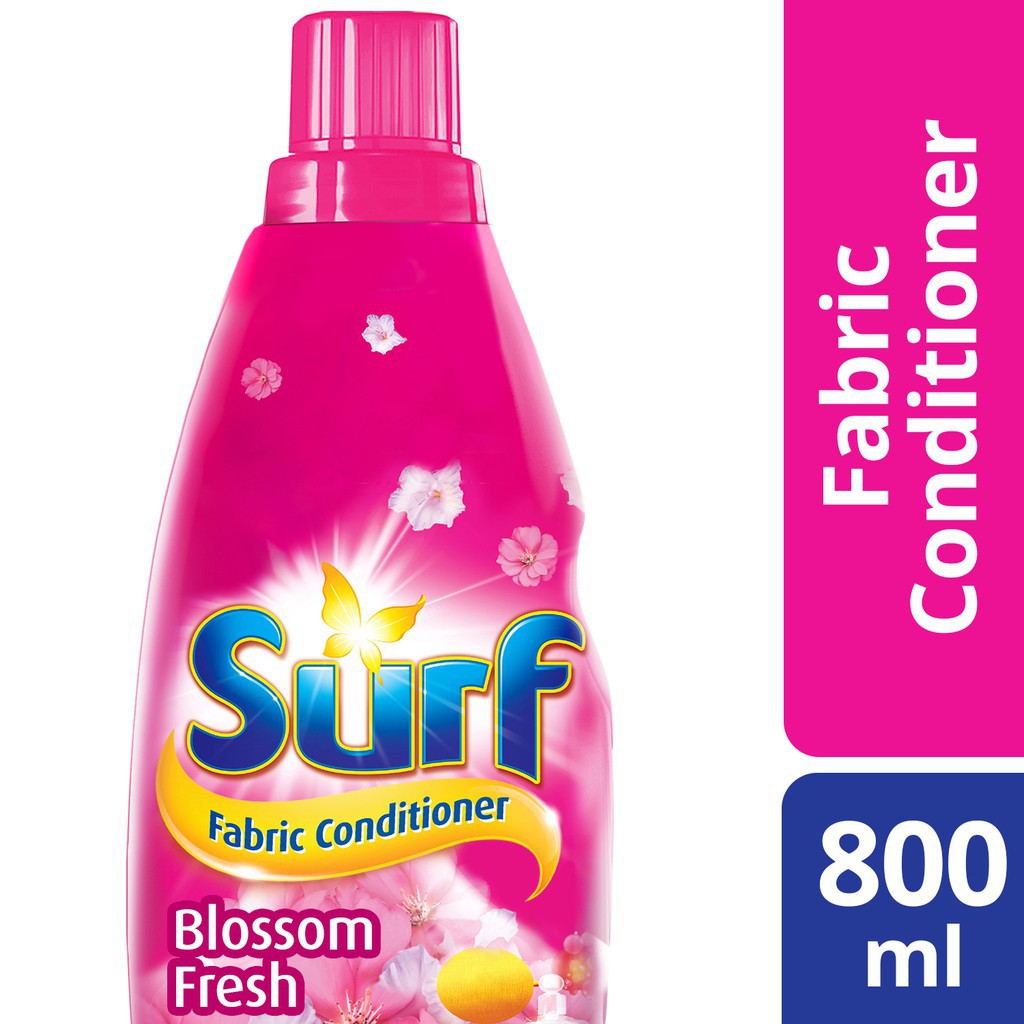 Surf
Fabric Conditioner
Blossom
Fresh
Fabric
Conditioner
800
ml